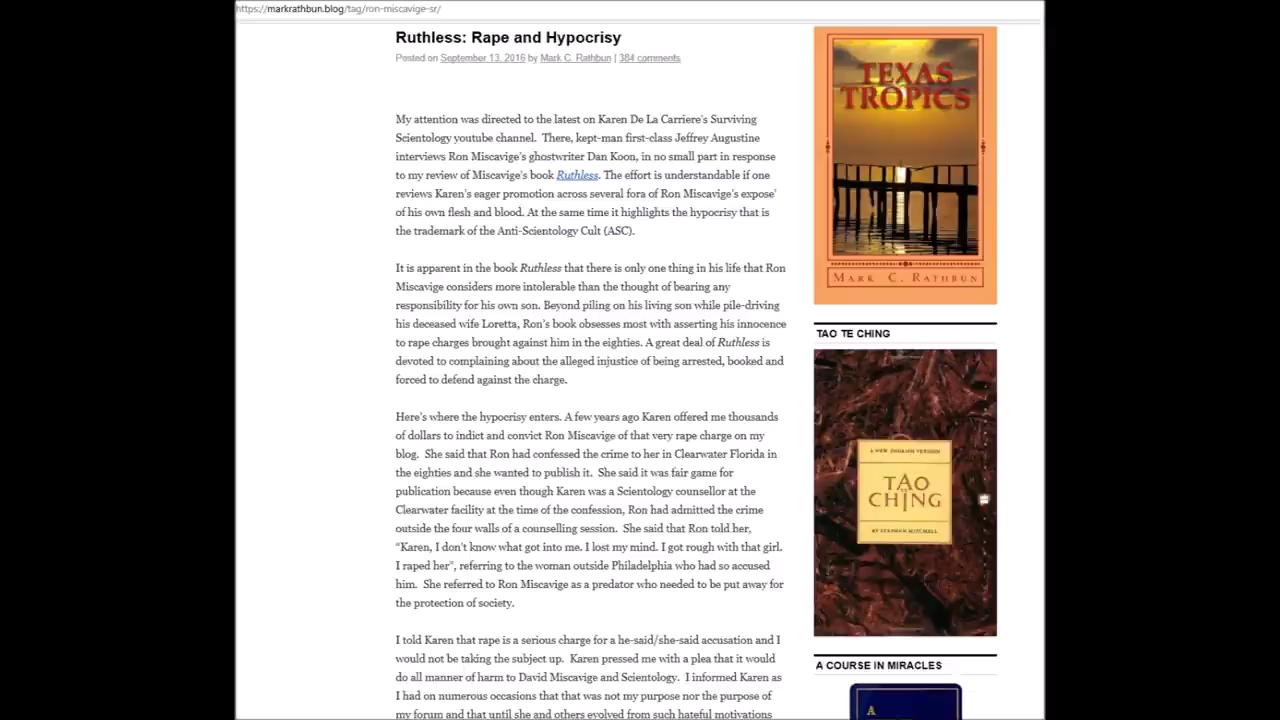 https://markrathbun.blog/tag/ron-miscavige-sr/
Ruthless: Rape and Hypocrisy
Posted on September 13, 2016 by Mark C. Rathbun | 384 comments
My attention was directed to the latest on Karen De La Carriere's Surviving
Scientology youtube channel.  There, kept-man first-class Jeffrey Augustine
interviews Ron Miscavige's ghostwriter Dan Koon, in no small part in response
to my review of Miscavige's book Ruthless. The effort is understandable if one
reviews Karen's eager promotion across several fora of Ron Miscavige's expose'
of his own flesh and blood. At the same time it highlights the hypocrisy that is
the trademark of the Anti-Scientology Cult (ASC).
It is apparent in the book Ruthless that there is only one thing in his life that Ron
Miscavige considers more intolerable than the thought of bearing any
responsibility for his own son. Beyond piling on his living son while pile-driving
his deceased wife Loretta, Ron's book obsesses most with asserting his innocence
to rape charges brought against him in the eighties. A great deal of Ruthless is
devoted to complaining about the alleged injustice of being arrested, booked and
forced to defend against the charge.
Here's where the hypocrisy enters. A few years ago Karen offered me thousands
of dollars to indict and convict Ron Miscavige of that very rape charge on my
blog.  She said that Ron had confessed the crime to her in Clearwater Florida in
the eighties and she wanted to publish it.  She said it was fair game for
publication because even though Karen was a Scientology counsellor at the
Clearwater facility at the time of the confession, Ron had admitted the crime
outside the four walls of a counselling session.  She said that Ron told her,
"Karen, I don't know what got into me. I lost my mind. I got rough with that girl.
I raped her", referring to the woman outside Philadelphia who had so accused
him.  She referred to Ron Miscavige as a predator who needed to be put away for
the protection of society.
I told Karen that rape is a serious charge for a he-said/she-said accusation and I
would not be taking the subject up.  Karen pressed me with a plea that it would
do all manner of harm to David Miscavige and Scientology.  I informed Karen as
I had on numerous occasions that that was not my purpose nor the purpose of
my forum and that until she and others evolved from such hateful motivations
TEXAS
TROPICS
MARK C. RATHBUN
TAO TE CHING
A NEW ENGLISH VERSION
TAO
TE
CHING
BY STEPHEN MITCHELL
A COURSE IN MIRACLES
A